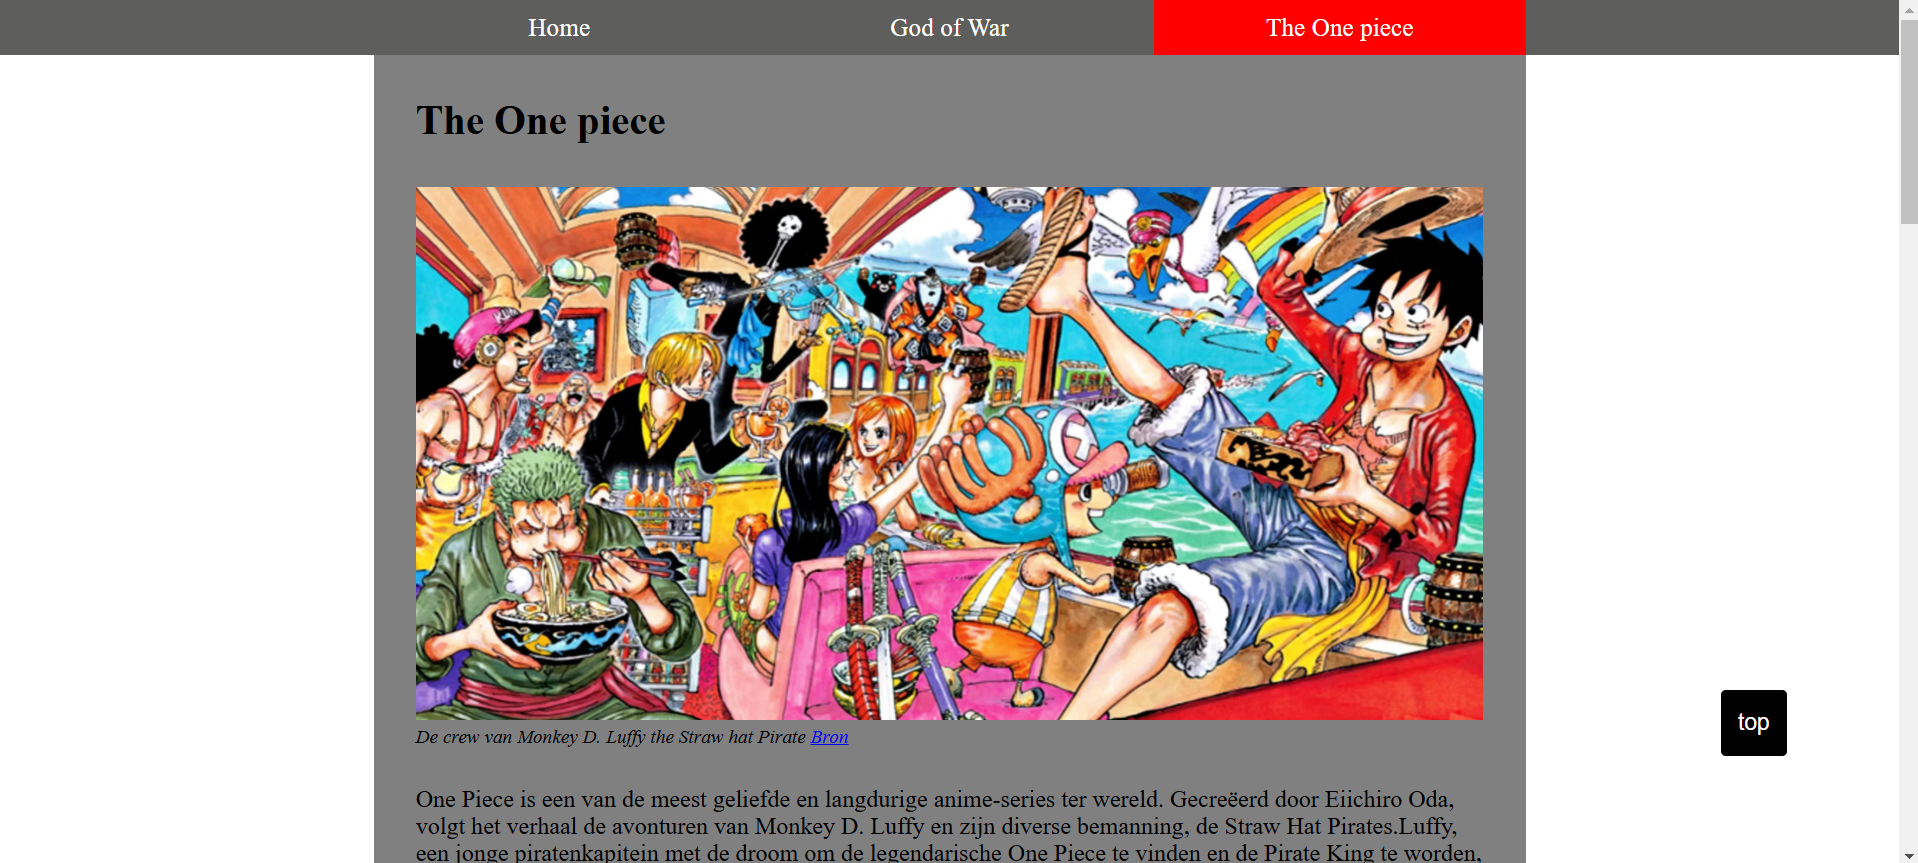 Home
God of War
The One piece
The One piece
De crew van Monkey D. Luffy the Straw hat Pirate Bron
top
One Piece is een van de meest geliefde en langdurige anime-series ter wereld. Gecreëerd door Eiichiro Oda,
volgt het verhaal de avonturen van Monkey D. Luffy en zijn diverse bemanning, de Straw Hat Pirates.Luffy,
een jonge piratenkapitein met de droom om de legendarische One Piece te vinden en de Pirate King te worden,